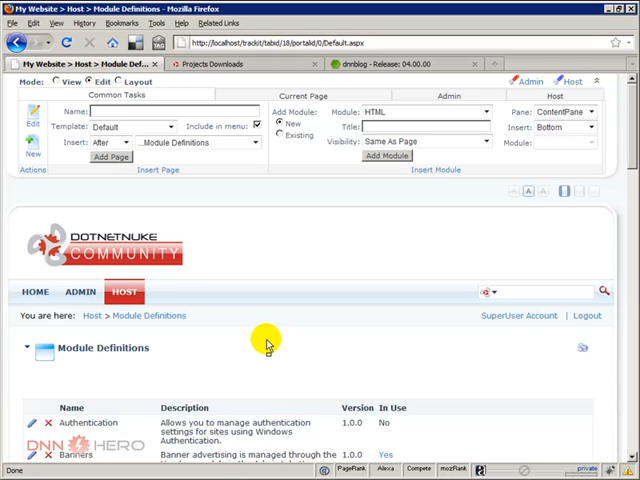 My Website > Host > Module Definitions - Mozilla Firefox
File Edit View History Bookmarks Tools Related Links
http://localhost/trackit/tabid/18/portalid/0/Default.aspx
My Website > Host > Module Def... Projects Downloads dnnblog - Release: 04.00.00
Mode: View Edit Layout Admin Host
Common Tasks Current Page Admin Host
Name: Add Module: Module: HTML Pane: ContentPane
Edit Template: Default Include in menu: New Title: Insert: Bottom
Existing
New Insert: After ...Module Definitions Visibility: Same As Page Module:
Add Page Add Module
Actions Insert Page Insert Module
A A A
DOTNETNUKE
COMMUNITY
HOME ADMIN HOST
You are here: Host > Module Definitions SuperUser Account | Logout
Module Definitions
Name Description Version In Use
Authentication Allows you to manage authentication 1.0.0 No
settings for sites using Windows
Authentication.
Banners Banner advertising is managed through the 1.0.0 Yes
DNN HERO
Done PageRank Alexa Compete mozRank